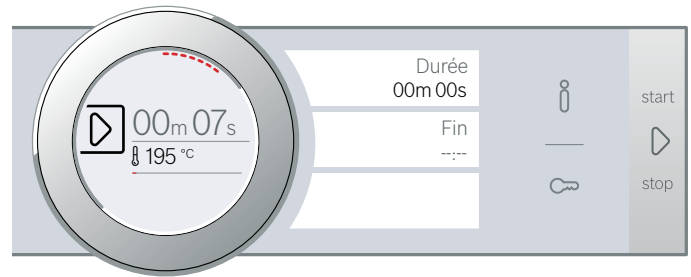 00m 07s
195 °C
Durée
00m 00s
Fin
--:--
start
stop